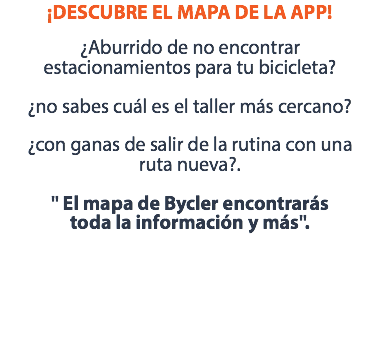 ¡DESCUBRE EL MAPA DE LA APP!
¿Aburrido de no encontrar
estacionamientos para tu bicicleta?
¿no sabes cuál es el taller más cercano?
¿con ganas de salir de la rutina con una
ruta nueva?.
" El mapa de Bycler encontrarás
toda la información y más".